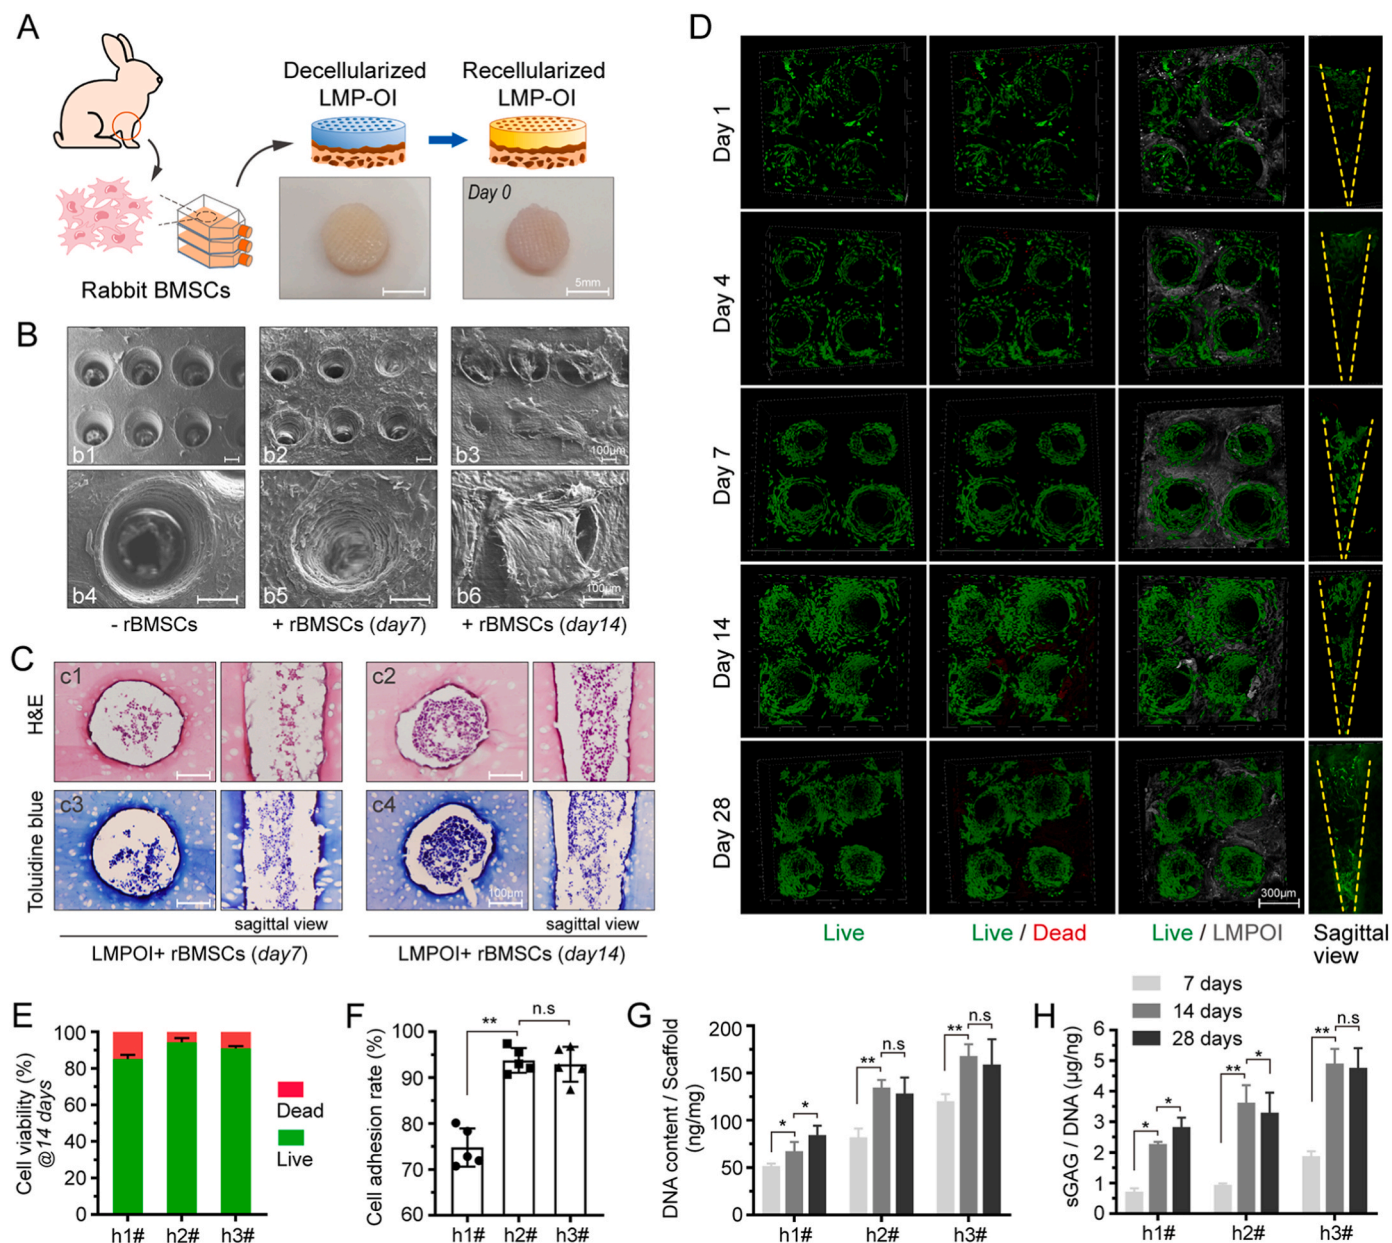 A
Decellularized
LMP-OI
Recellularized
LMP-OI
Day 0
5mm
Rabbit BMSCs
B
b1
b2
b3
100μm
b4
b5
b6
100μm
- rBMSCs
+ rBMSCs (day7)
+ rBMSCs (day14)
C
H&E
c1
c2
Toluidine blue
c3
c4
100μm
sagittal view
sagittal view
LMPOI+ rBMSCs (day7)
LMPOI+ rBMSCs (day14)
D
Day 1
Day 4
Day 7
Day 14
Day 28
300μm
Live
Live / Dead
Live / LMPOI
Sagittal
view
E
Cell viability (%)
@14 days
100
80
60
40
20
0
h1#
h2#
h3#
Dead
Live
F
Cell adhesion rate (%)
100
90
80
70
60
**
n.s
h1#
h2#
h3#
G
DNA content / Scaffold
(ng/mg)
200
150
100
50
0
*
*
**
n.s
**
n.s
h1#
h2#
h3#
7 days
14 days
28 days
H
sGAG / DNA (μg/ng)
6
5
4
3
2
1
0
*
*
**
*
**
n.s
h1#
h2#
h3#